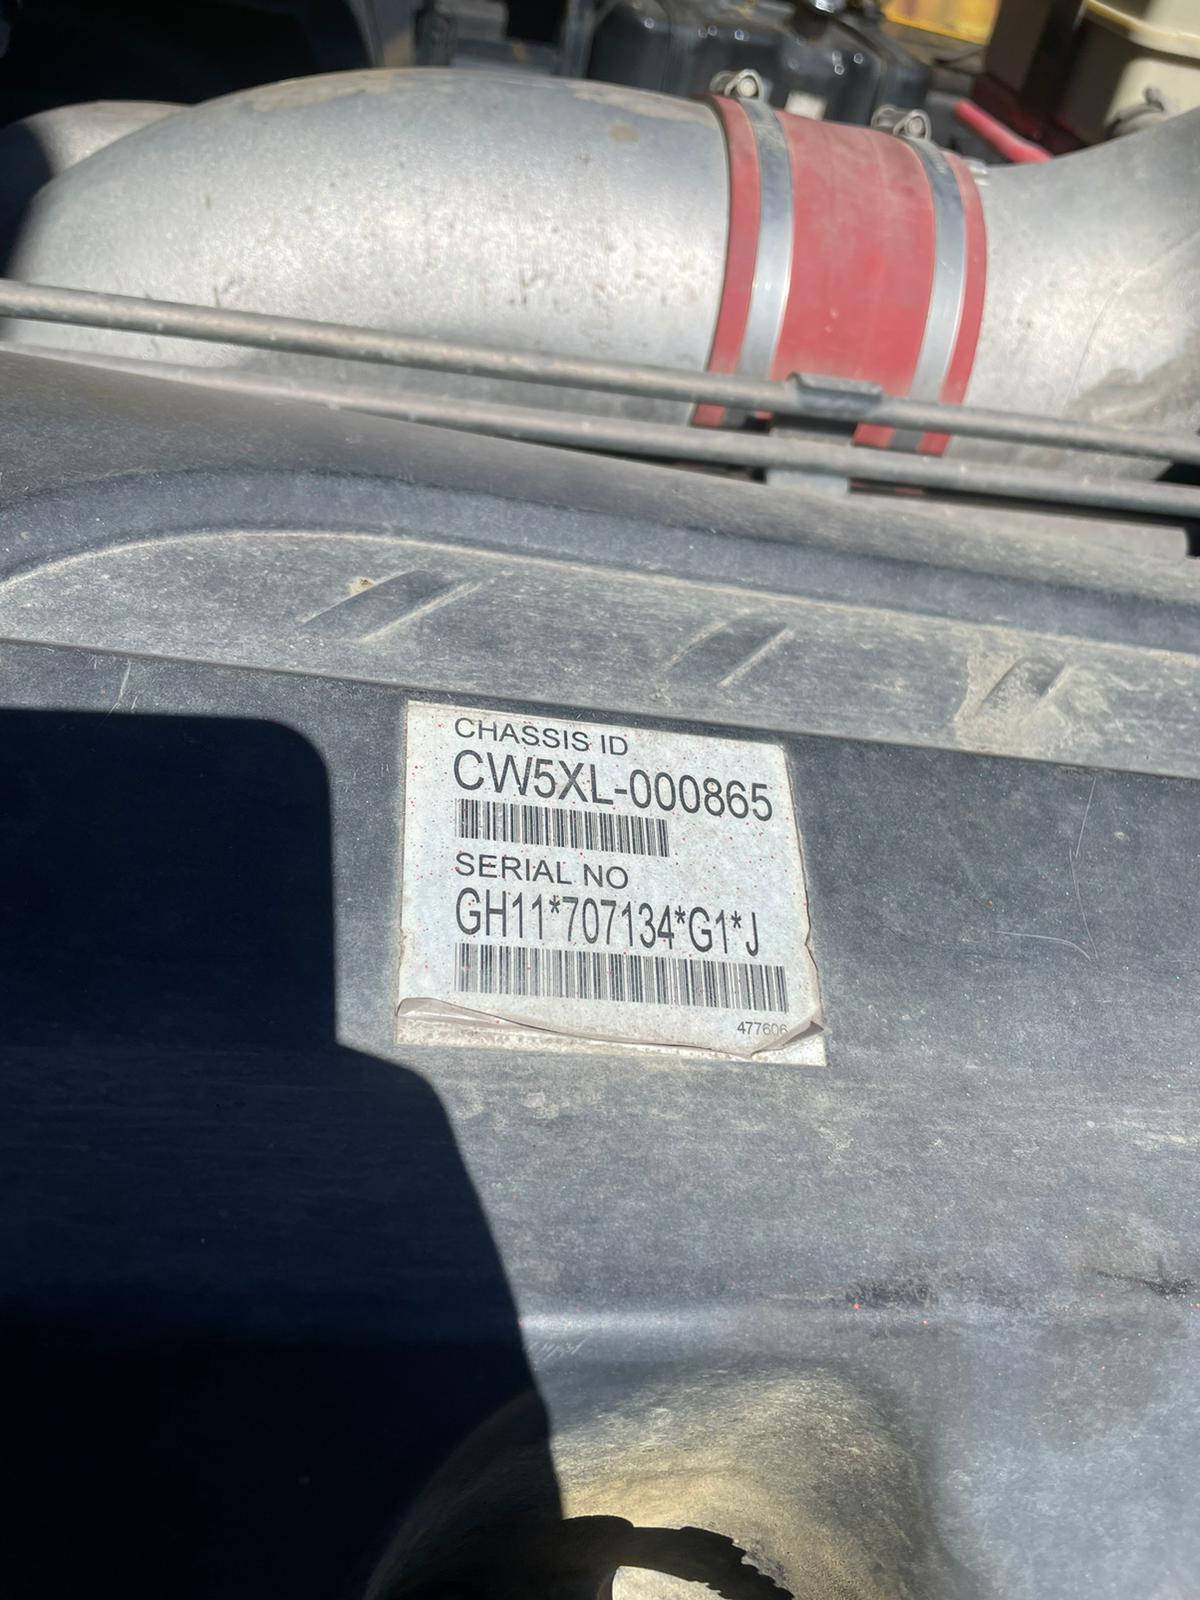 CHASSIS ID
CW5XL-000865
SERIAL NO
GH11*707134*G1*J
477606